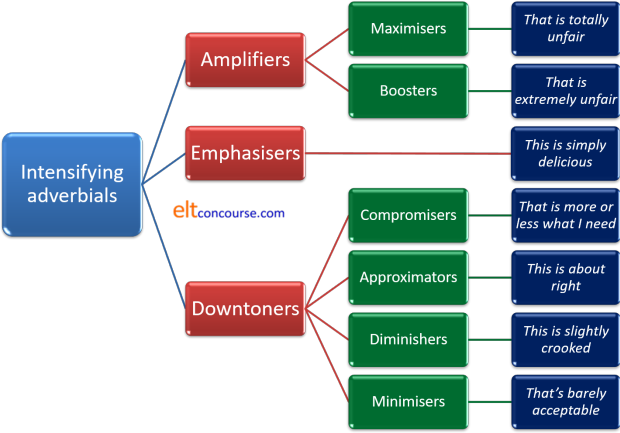 Intensifying
adverbials
Amplifiers
Maximisers
That is totally
unfair
Boosters
That is
extremely unfair
Emphasisers
This is simply
delicious
eltconcourse.com
Downtoners
Compromisers
That is more or
less what I need
Approximators
This is about
right
Diminishers
This is slightly
crooked
Minimisers
That's barely
acceptable